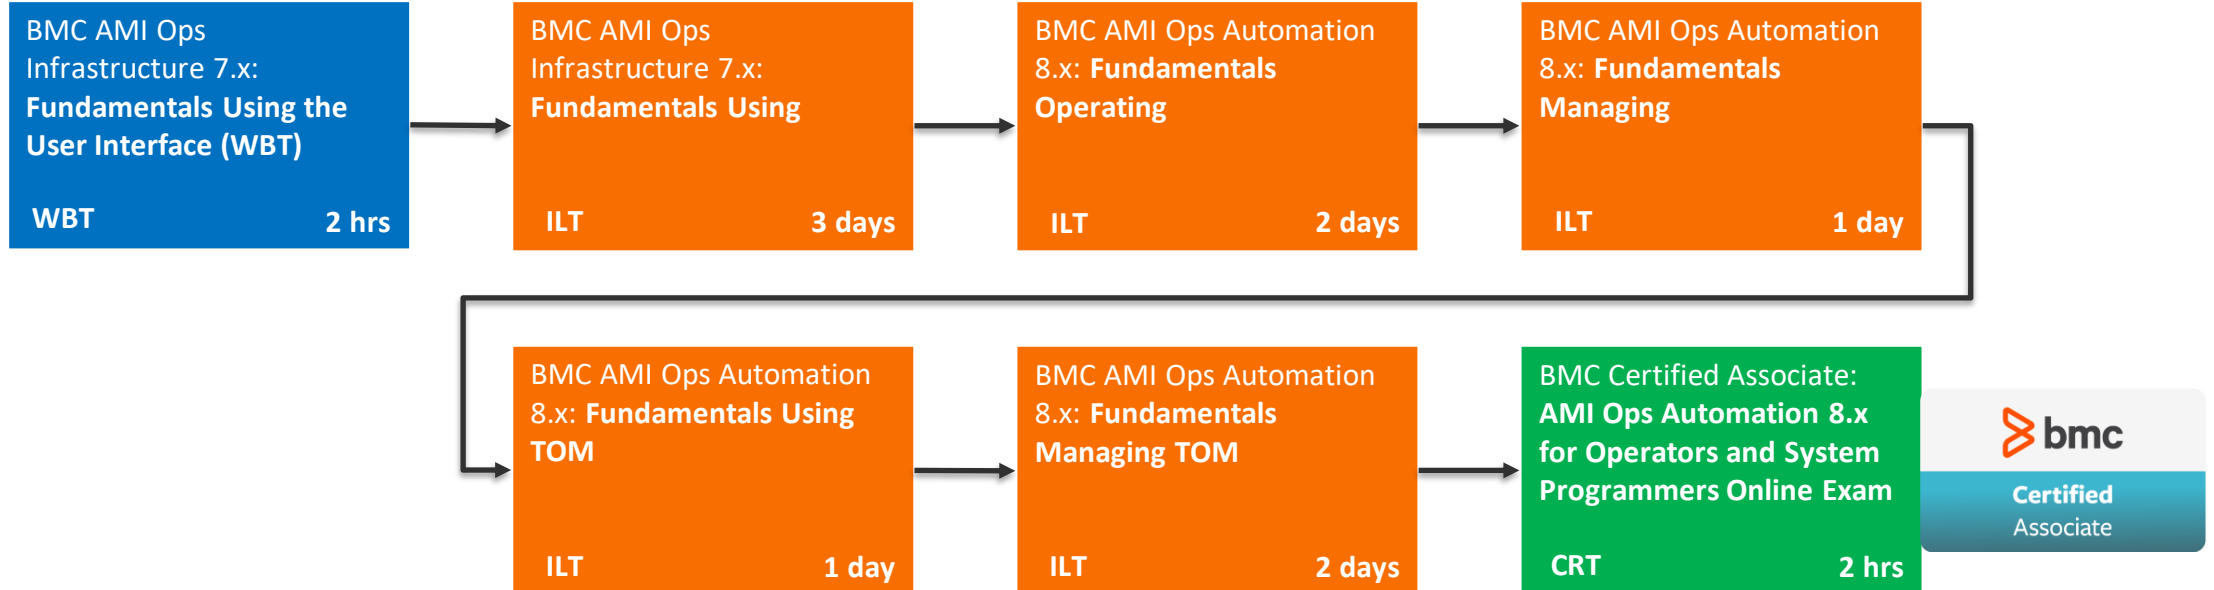 BMC AMI Ops
Infrastructure 7.x:
Fundamentals Using the
User Interface (WBT)
WBT 2 hrs
BMC AMI Ops
Infrastructure 7.x:
Fundamentals Using
ILT 3 days
BMC AMI Ops Automation
8.x: Fundamentals
Operating
ILT 2 days
BMC AMI Ops Automation
8.x: Fundamentals
Managing
ILT 1 day
BMC AMI Ops Automation
8.x: Fundamentals Using
TOM
ILT 1 day
BMC AMI Ops Automation
8.x: Fundamentals
Managing TOM
ILT 2 days
BMC Certified Associate:
AMI Ops Automation 8.x
for Operators and System
Programmers Online Exam
CRT 2 hrs
bmc
Certified
Associate